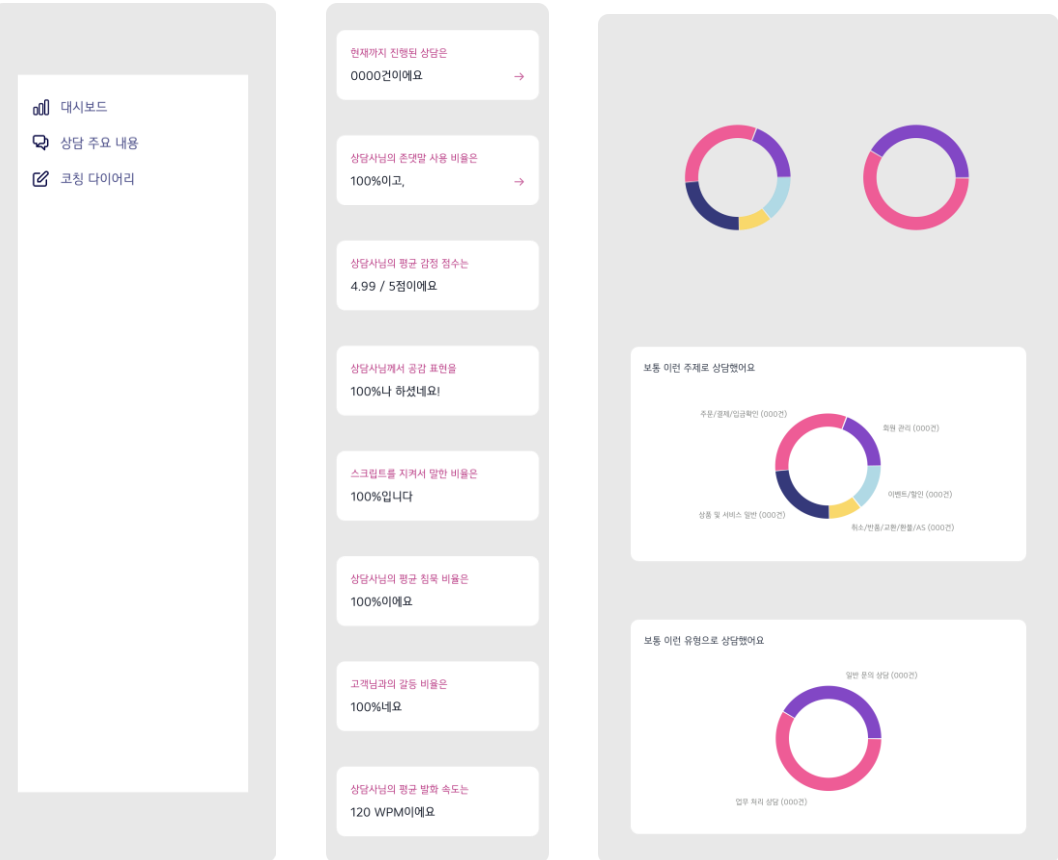 대시보드
상담 주요 내용
코칭 다이어리
현재까지 진행된 상담은
0000건이에요
→
상담사님의 존댓말 사용 비율은
100%이고,
→
상담사님의 평균 감정 점수는
4.99 / 5점이에요
상담사님께서 공감 표현을
100%나 하셨네요!
스크립트를 지켜서 말한 비율은
100%입니다
상담사님의 평균 침묵 비율은
100%이에요
고객님과의 갈등 비율은
100%네요
상담사님의 평균 발화 속도는
120 WPM이에요
보통 이런 주제로 상담했어요
주문/결제/입금확인 (000건)
회원 관리 (000건)
이벤트/할인 (000건)
상품 및 서비스 일반 (000건)
취소/반품/교환/환불/AS (000건)
보통 이런 유형으로 상담했어요
일반 문의 상담 (000건)
업무 처리 상담 (000건)